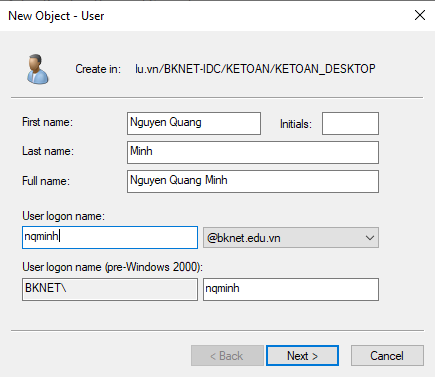 New Object - User
Create in: lu.vn/BKNET-IDC/KETOAN/KETOAN_DESKTOP
First name: Nguyen Quang Initials:
Last name: Minh
Full name: Nguyen Quang Minh
User logon name:
nqminh @bknet.edu.vn
User logon name (pre-Windows 2000):
BKNET\ nqminh
< Back Next > Cancel